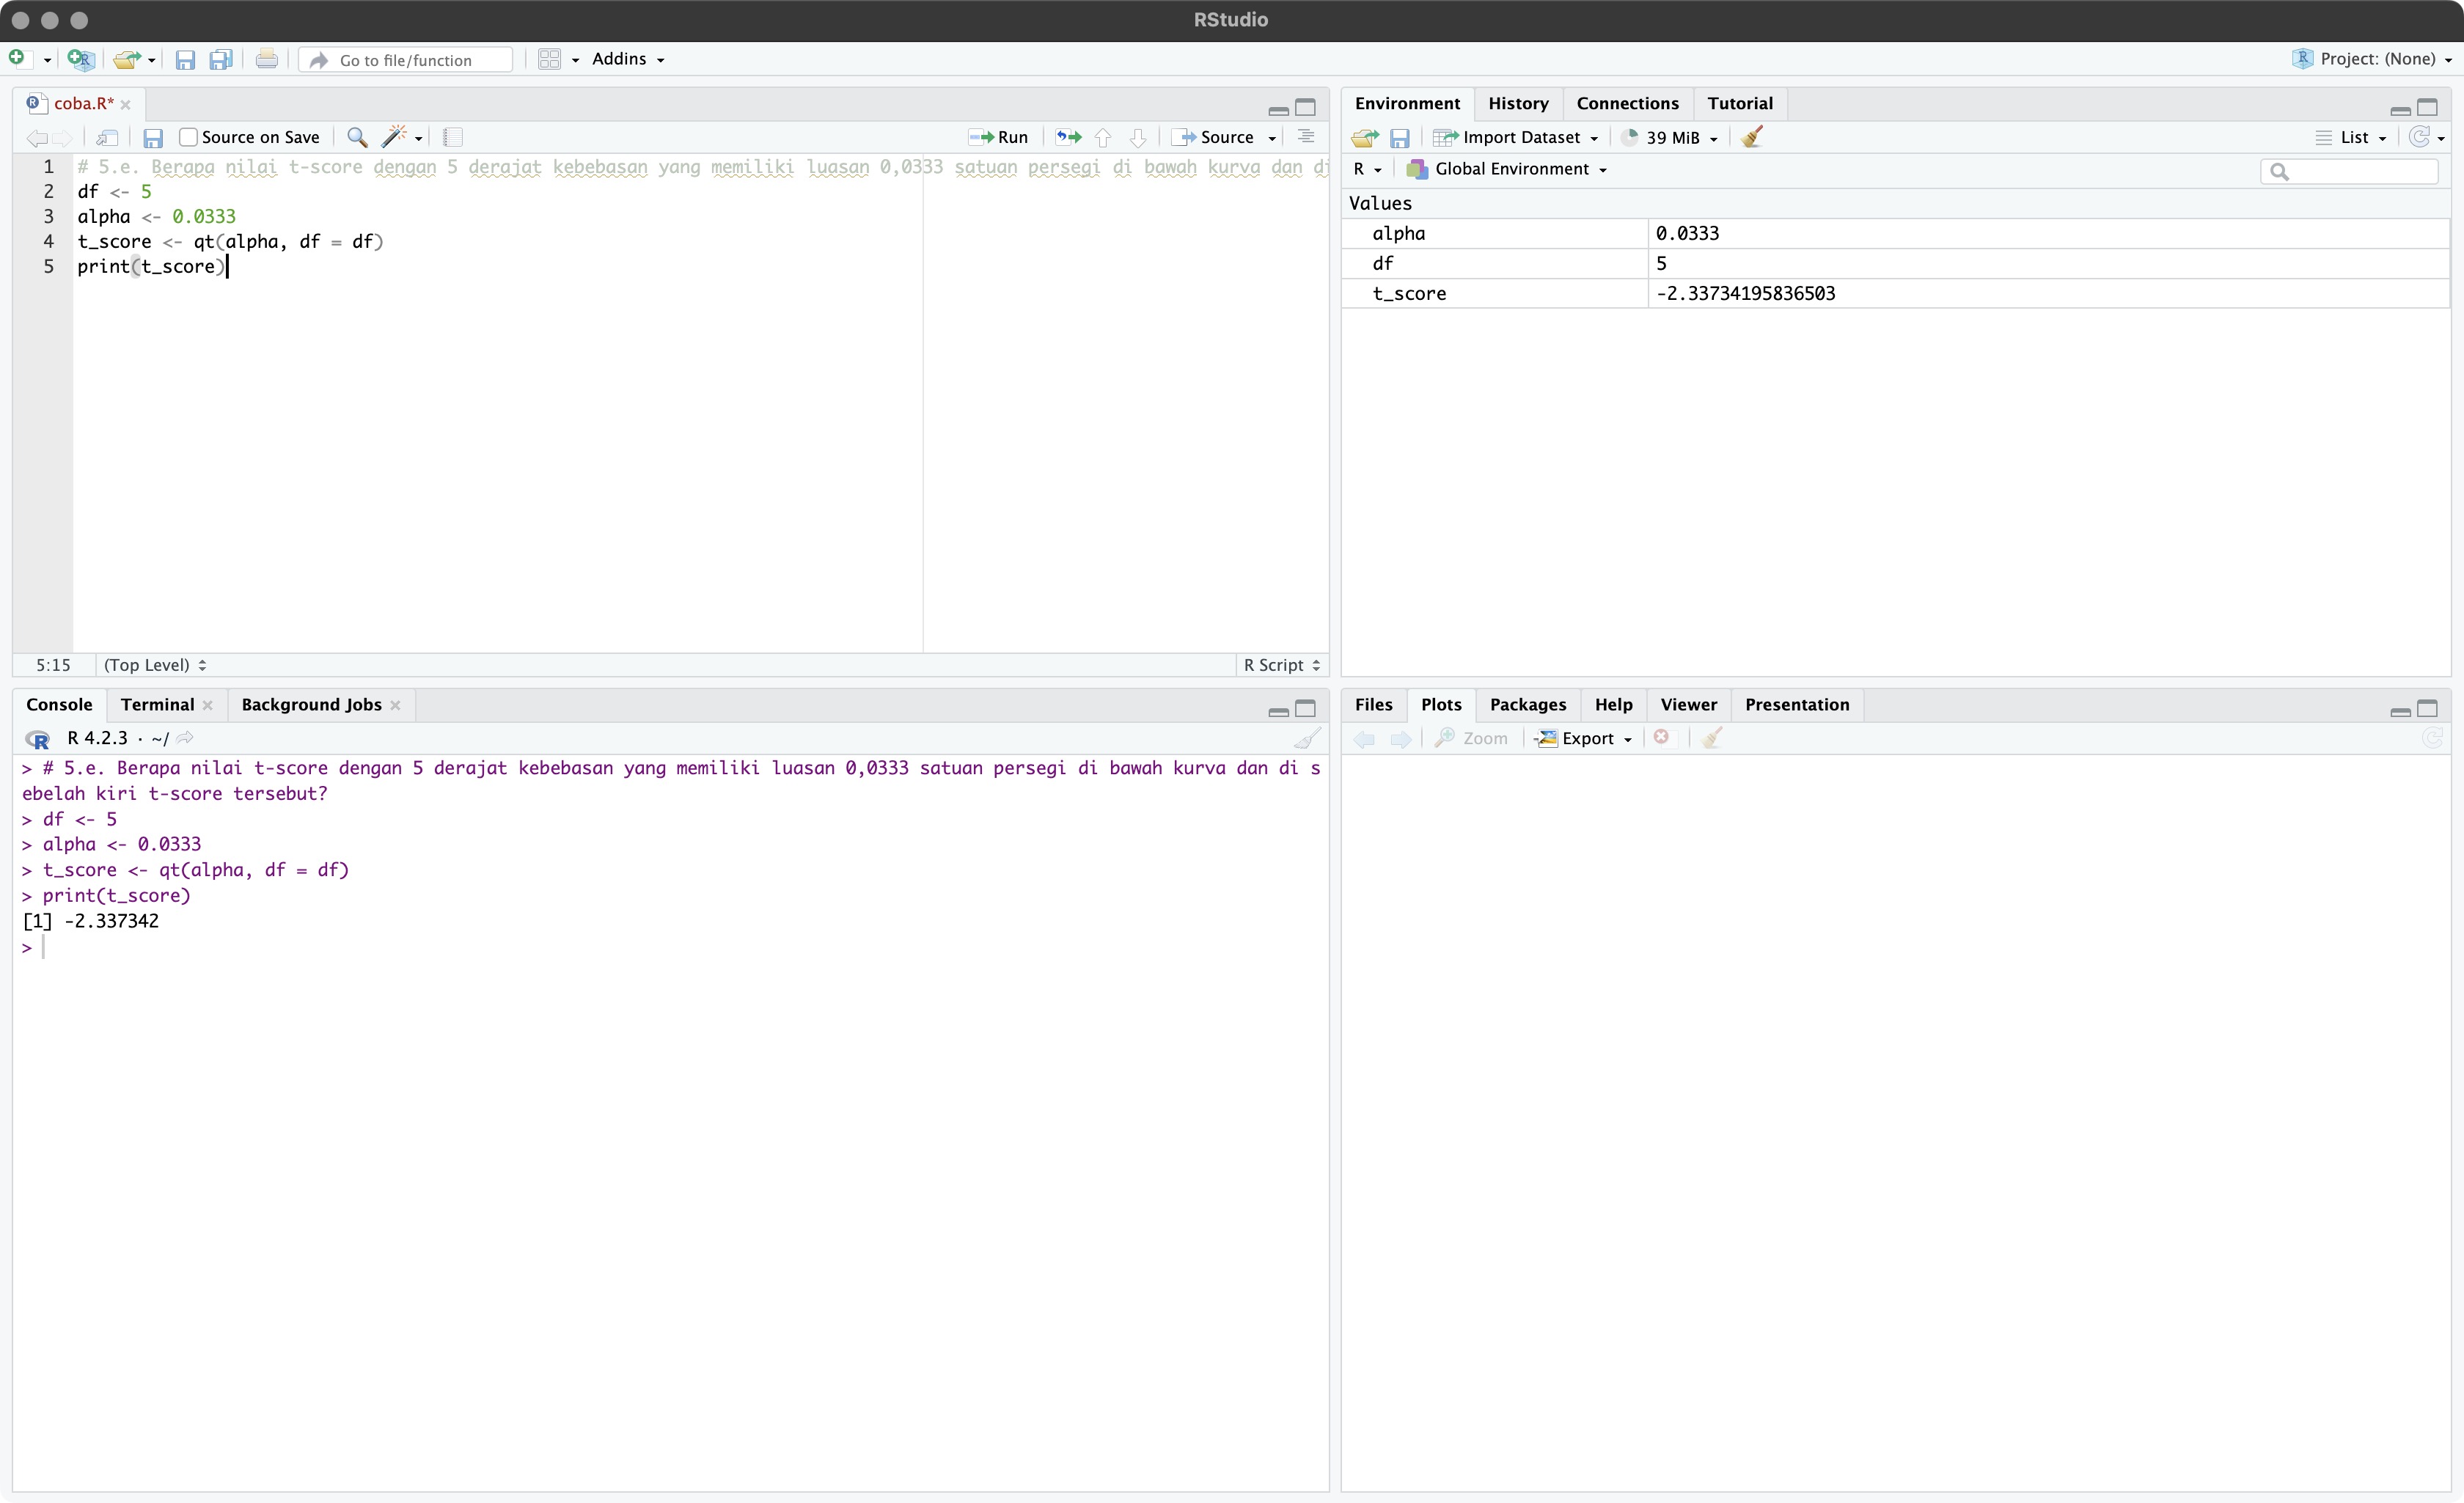 RStudio
Go to file/function
Addins
Project: (None)
coba.R*
Source on Save
Run
Source
1 # 5.e. Berapa nilai t-score dengan 5 derajat kebebasan yang memiliki luasan 0,0333 satuan persegi di bawah kurva dan di
2 df <- 5
3 alpha <- 0.0333
4 t_score <- qt(alpha, df = df)
5 print(t_score)
5:15 (Top Level)
R Script
Environment History Connections Tutorial
Import Dataset 39 MiB List
R Global Environment
Values
alpha 0.0333
df 5
t_score -2.33734195836503
Console Terminal Background Jobs
R 4.2.3 · ~/
> # 5.e. Berapa nilai t-score dengan 5 derajat kebebasan yang memiliki luasan 0,0333 satuan persegi di bawah kurva dan di s
ebelah kiri t-score tersebut?
> df <- 5
> alpha <- 0.0333
> t_score <- qt(alpha, df = df)
> print(t_score)
[1] -2.337342
>
Files Plots Packages Help Viewer Presentation
Zoom Export